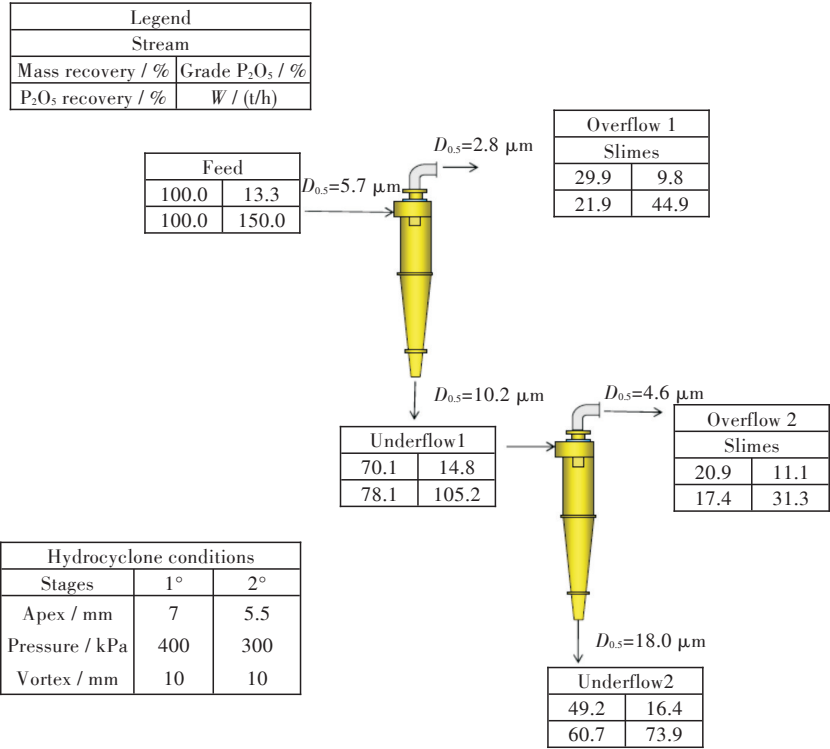 Legend
Stream
Mass recovery / % Grade P₂O₅ / %
P₂O₅ recovery / % W / (t/h)
D₀.₅=2.8 μm
Overflow 1
Slimes
29.9 9.8
21.9 44.9
Feed
100.0 13.3
100.0 150.0
D₀.₅=5.7 μm
D₀.₅=10.2 μm
D₀.₅=4.6 μm
Underflow1
70.1 14.8
78.1 105.2
Overflow 2
Slimes
20.9 11.1
17.4 31.3
Hydrocyclone conditions
Stages 1° 2°
Apex / mm 7 5.5
Pressure / kPa 400 300
Vortex / mm 10 10
D₀.₅=18.0 μm
Underflow2
49.2 16.4
60.7 73.9